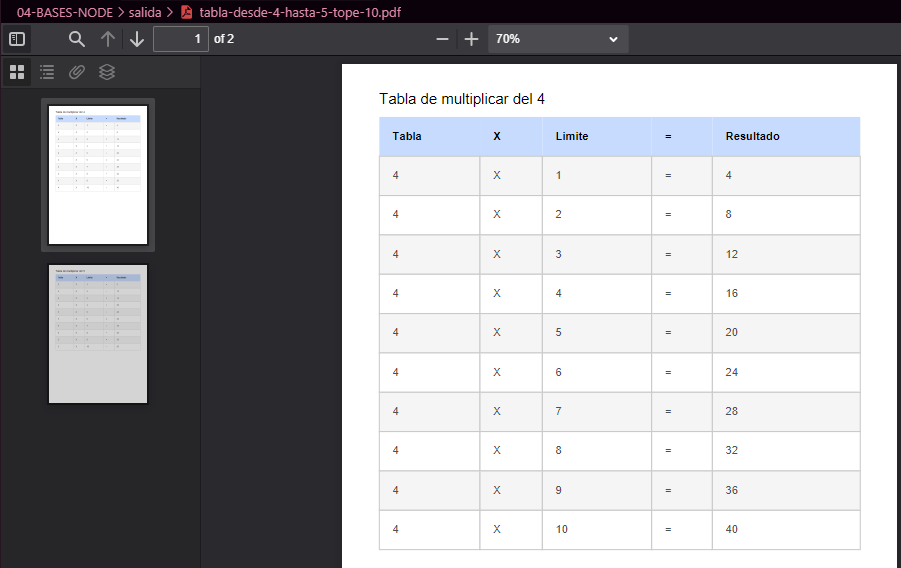 04-BASES-NODE > salida > tabla-desde-4-hasta-5-tope-10.pdf
1 of 2
70%
Tabla de multiplicar del 4
Tabla X Limite = Resultado
4 X 1 = 4
4 X 2 = 8
4 X 3 = 12
4 X 4 = 16
4 X 5 = 20
4 X 6 = 24
4 X 7 = 28
4 X 8 = 32
4 X 9 = 36
4 X 10 = 40